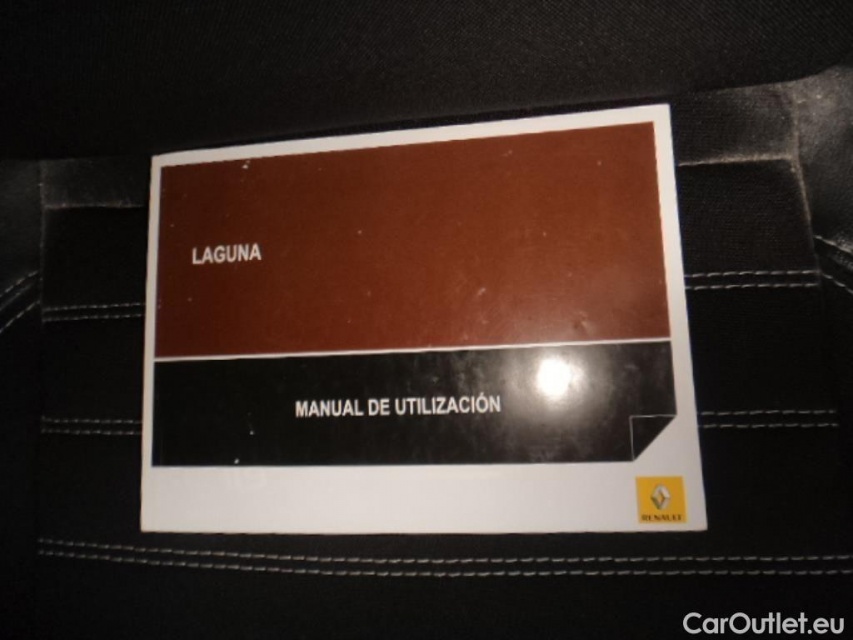 LAGUNA
MANUAL DE UTILIZACIÓN
RENAULT
CarOutlet.eu